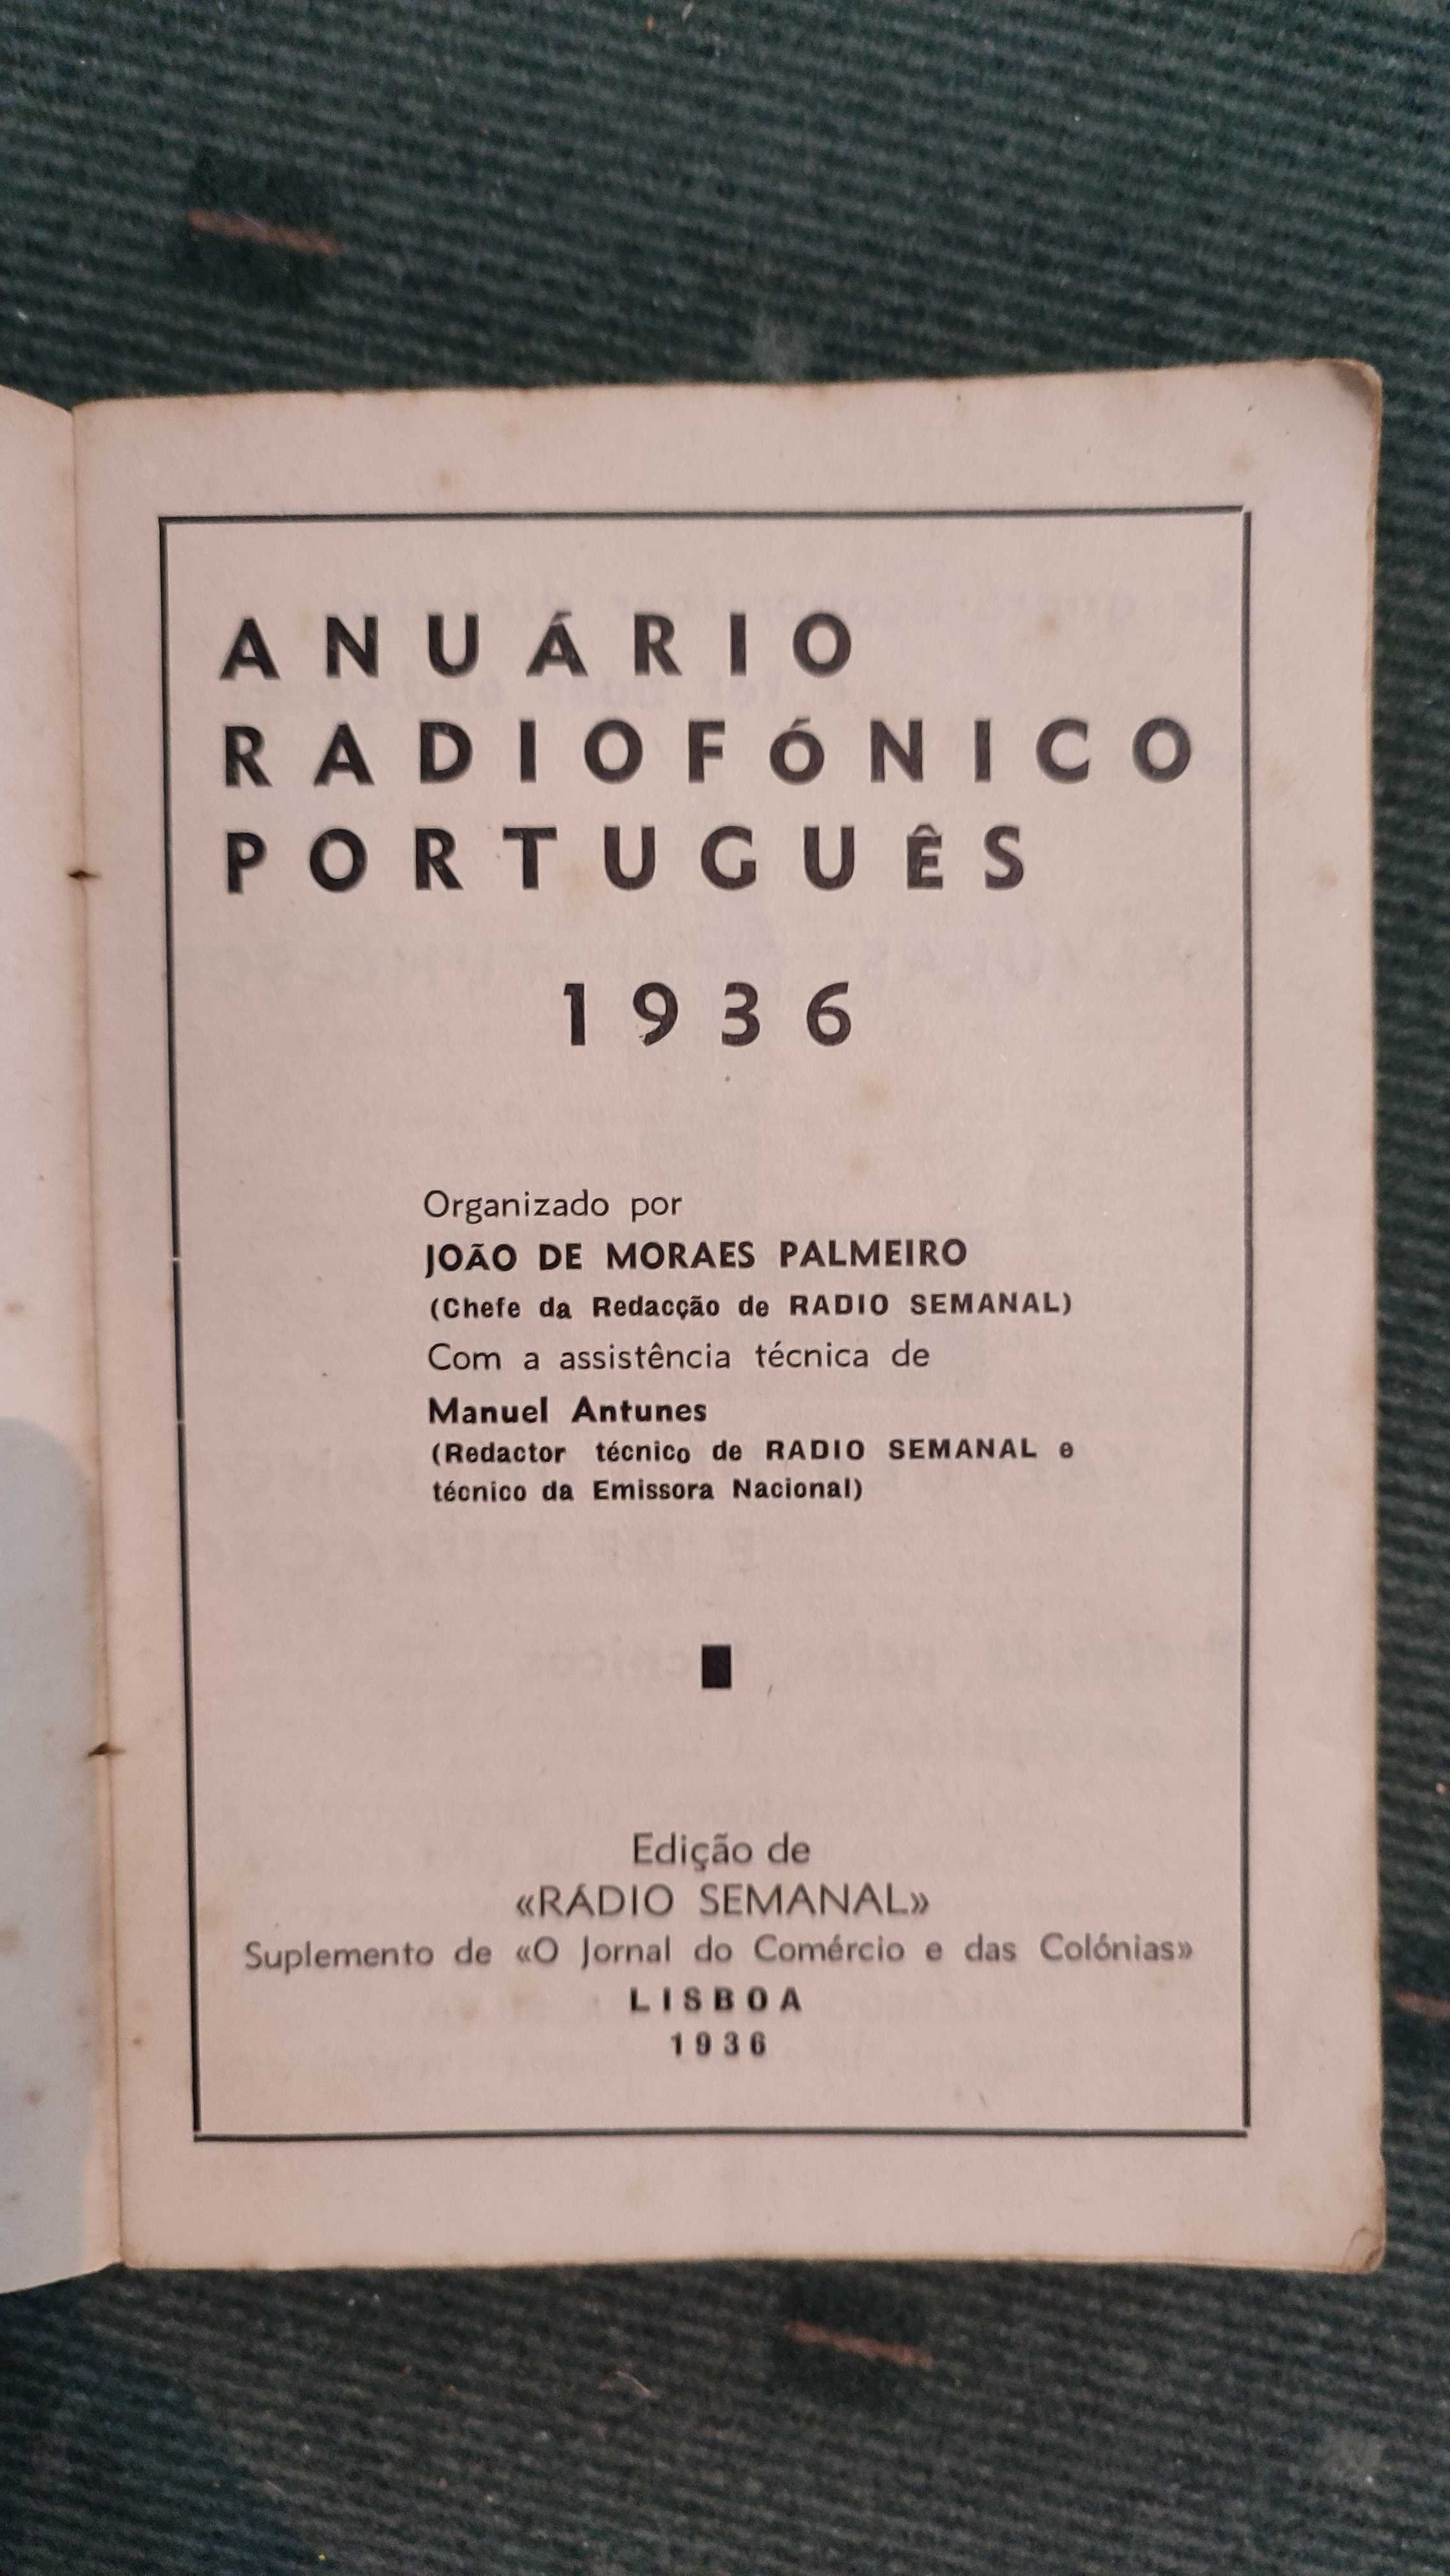 ANUÁRIO
RADIOFÓNICO
PORTUGUÊS
1936
Organizado por
JOÃO DE MORAES PALMEIRO
(Chefe da Redacção de RADIO SEMANAL)
Com a assistência técnica de
Manuel Antunes
(Redactor técnico de RADIO SEMANAL e
técnico da Emissora Nacional)
Edição de
«RÁDIO SEMANAL»
Suplemento de «O Jornal do Comércio e das Colónias»
LISBOA
1936